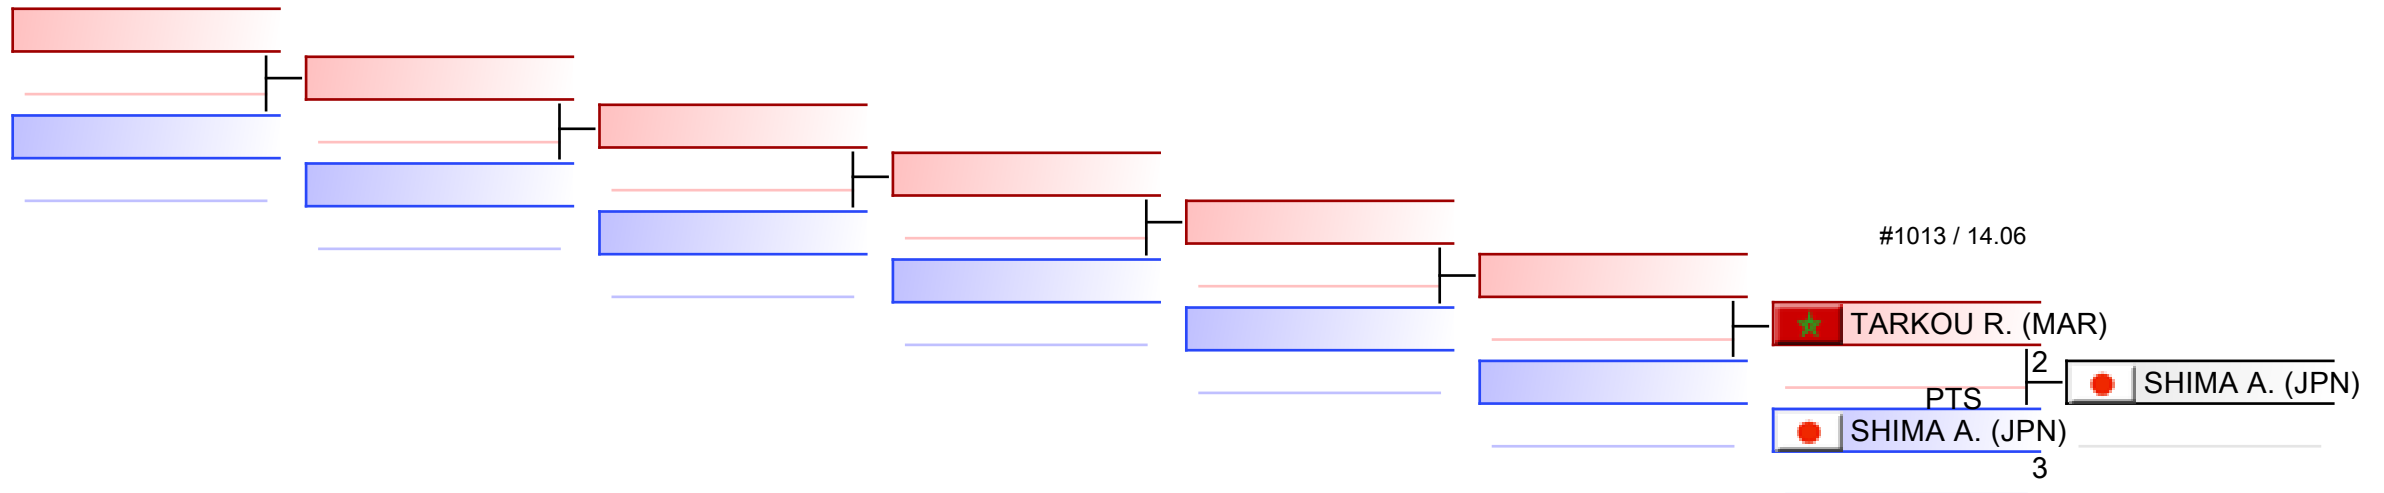 #1013 / 14.06
TARKOU R. (MAR)
2
SHIMA A. (JPN)
PTS
SHIMA A. (JPN)
3